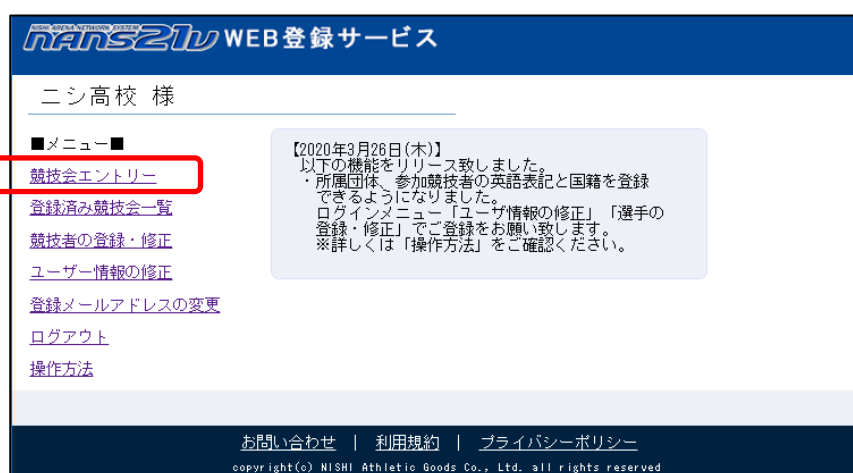 NISHI ARENA NETWORK SYSTEM
nans21v WEB登録サービス
ニシ高校 様
■メニュー■
競技会エントリー
登録済み競技会一覧
競技者の登録・修正
ユーザー情報の修正
登録メールアドレスの変更
ログアウト
操作方法
【2020年3月26日(木)】
以下の機能をリリース致しました。
・所属団体、参加競技者の英語表記と国籍を登録
できるようになりました。
ログインメニュー「ユーザ情報の修正」「選手の
登録・修正」でご登録をお願い致します。
※詳しくは「操作方法」をご確認ください。
お問い合わせ | 利用規約 | プライバシーポリシー
copyright(c) NISHI Athletic Goods Co., Ltd. all rights reserved